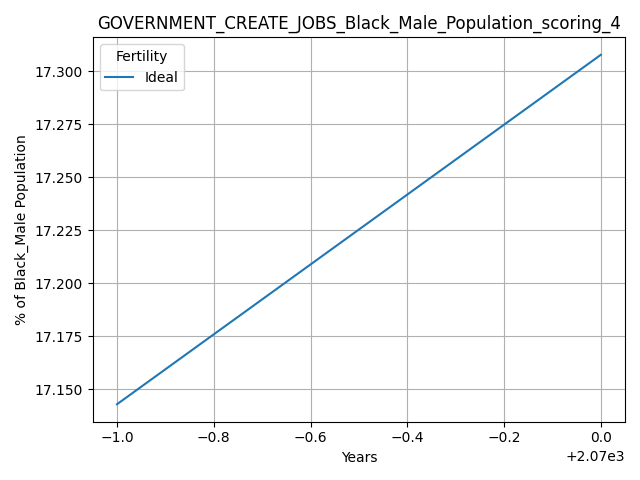 GOVERNMENT_CREATE_JOBS_Black_Male_Population_scoring_4
Fertility
Ideal
% of Black_Male Population
17.300
17.275
17.250
17.225
17.200
17.175
17.150
−1.0 −0.8 −0.6 −0.4 −0.2 0.0
+2.07e3
Years